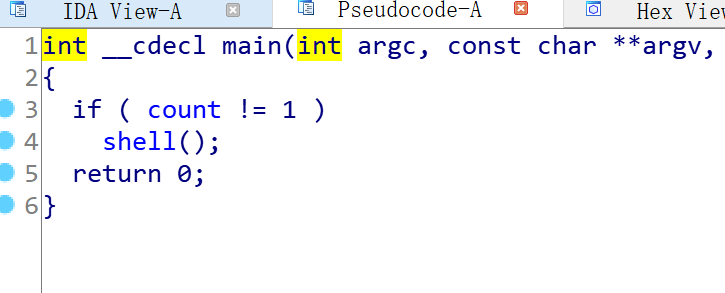 IDA View-A Pseudocode-A Hex View
1 int __cdecl main(int argc, const char **argv,
2 {
3 if ( count != 1 )
4 shell();
5 return 0;
6 }